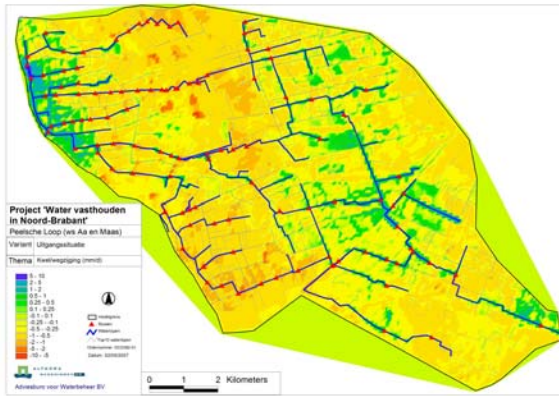 Project 'Water vasthouden
in Noord-Brabant'
Peelsche Loop (ws Aa en Maas)
Variant Uitgangssituatie
Thema Kwel/wegzijging (mm/d)
5 - 10
2 - 5
1 - 2
0.5 - 1
0.25 - 0.5
0.1 - 0.25
-0.1 - 0.1
-0.25 - -0.1
-0.5 - -0.25
-1 - -0.5
-2 - -1
-5 - -2
-10 - -5
Stuwen
Waterlopen
Adviesburo voor Waterbeheer BV
0 1 2 Kilometers